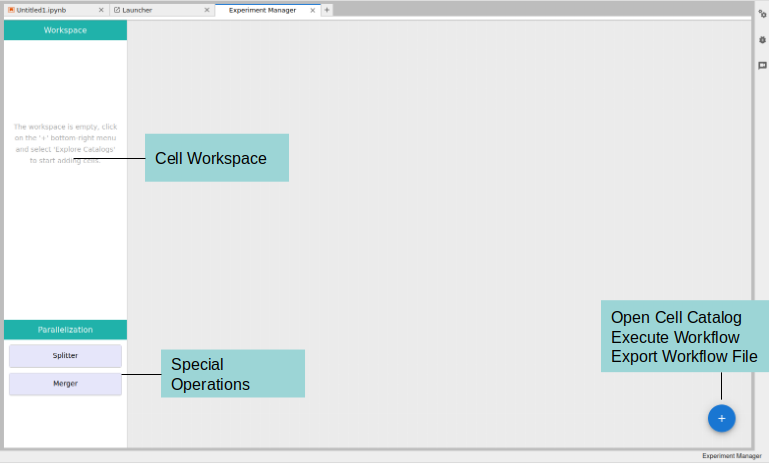 Untitled1.ipynb
Launcher
Experiment Manager
Workspace
The workspace is empty, click
on the '+' bottom-right menu
and select 'Explore Catalogs'
to start adding cells.
Cell Workspace
Open Cell Catalog
Execute Workflow
Export Workflow File
Parallelization
Splitter
Merger
Special
Operations
+
Experiment Manager